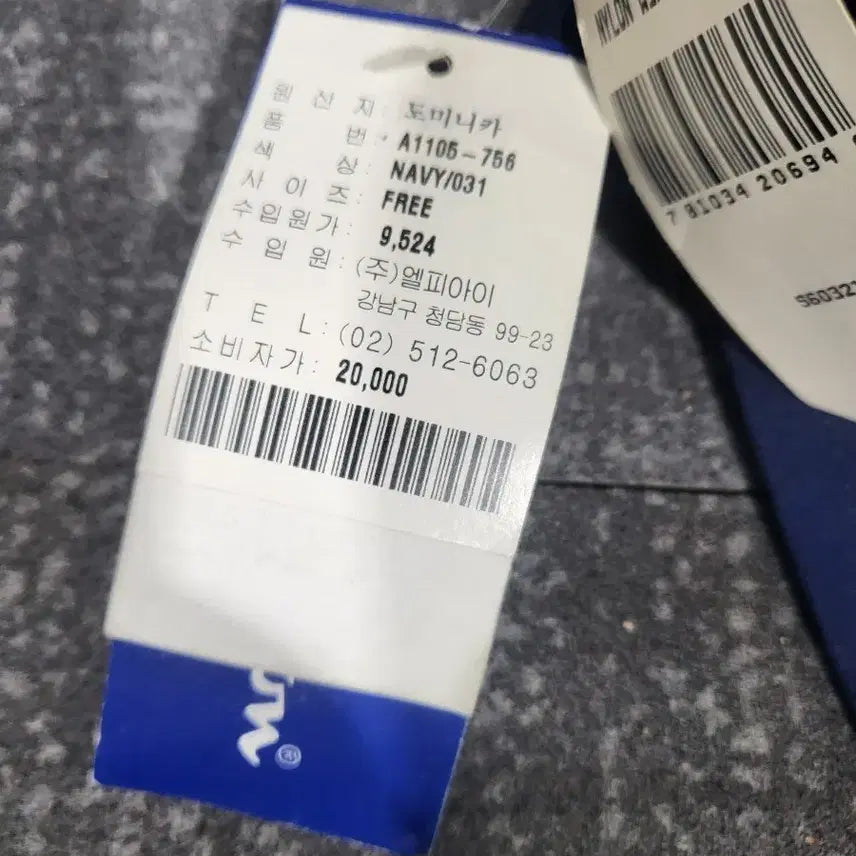 원 산 지 : 도미니카
품 번 : A1105-756
색 상 : NAVY/031
사 이 즈 : FREE
수입원가 : 9,524
수 입 원 : (주)엘피아이
강남구 청담동 99-23
T E L : (02) 512-6063
소비자가 : 20,000
®
NYLON
7 81034 20694